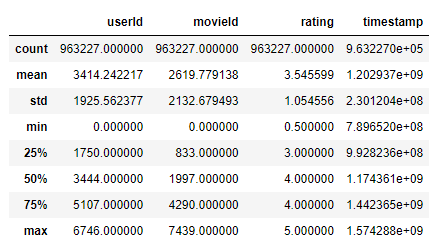 userId movieId rating timestamp
count 963227.000000 963227.000000 963227.000000 9.632270e+05
mean 3414.242217 2619.779138 3.545599 1.202937e+09
std 1925.562377 2132.679493 1.054556 2.301204e+08
min 0.000000 0.000000 0.500000 7.896520e+08
25% 1750.000000 833.000000 3.000000 9.928236e+08
50% 3444.000000 1997.000000 4.000000 1.174361e+09
75% 5107.000000 4290.000000 4.000000 1.442365e+09
max 6746.000000 7439.000000 5.000000 1.574288e+09